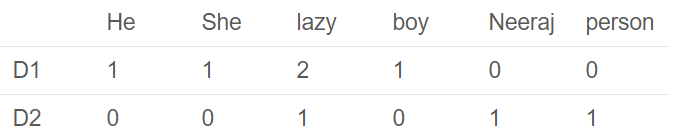 He She lazy boy Neeraj person
D1 1 1 2 1 0 0
D2 0 0 1 0 1 1